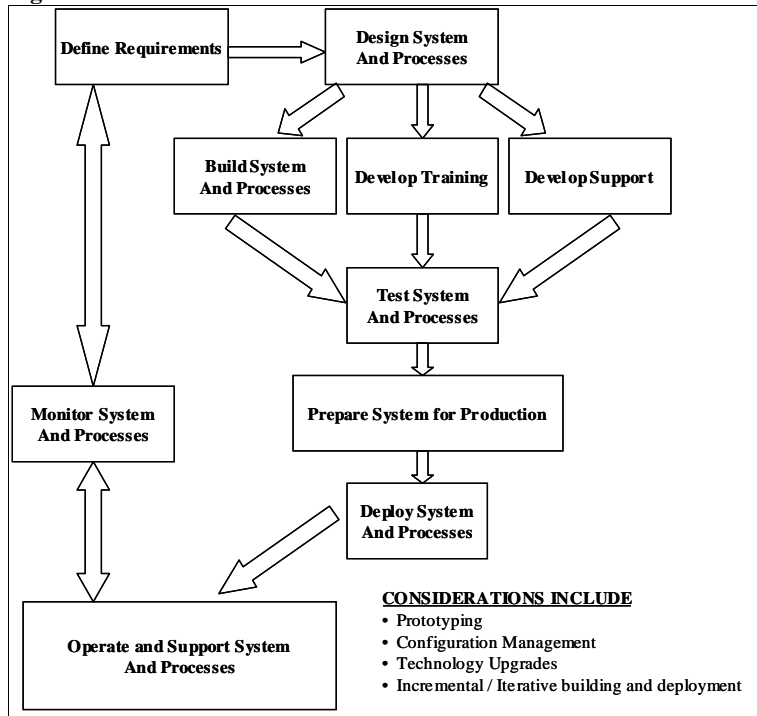 Define Requirements
Design System
And Processes
Build System
And Processes
Develop Training
Develop Support
Test System
And Processes
Monitor System
And Processes
Prepare System for Production
Deploy System
And Processes
Operate and Support System
And Processes
CONSIDERATIONS INCLUDE
• Prototyping
• Configuration Management
• Technology Upgrades
• Incremental / Iterative building and deployment